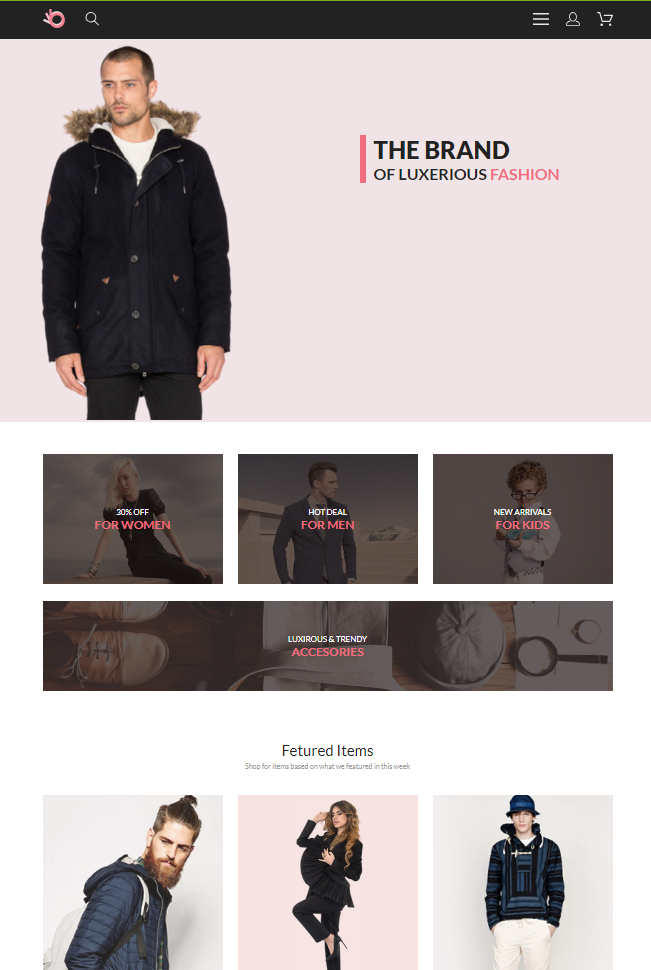 THE BRAND
OF LUXERIOUS FASHION
30% OFF
FOR WOMEN
HOT DEAL
FOR MEN
NEW ARRIVALS
FOR KIDS
LUXIROUS & TRENDY
ACCESORIES
Fetured Items
Shop for items based on what we featured in this week